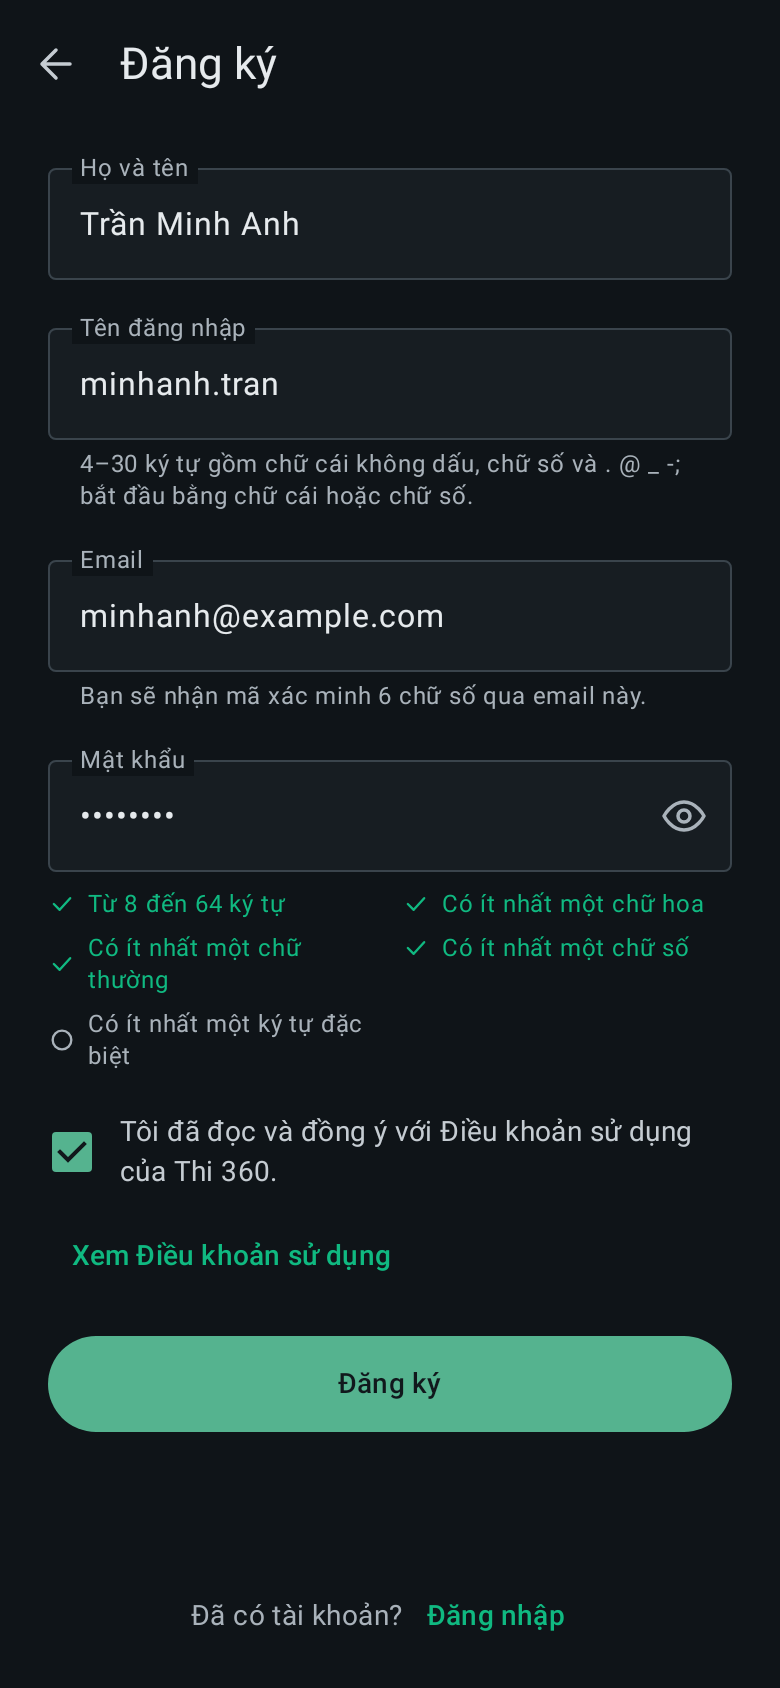 Đăng ký
Họ và tên
Trần Minh Anh
Tên đăng nhập
minhanh.tran
4–30 ký tự gồm chữ cái không dấu, chữ số và . @ _ -;
bắt đầu bằng chữ cái hoặc chữ số.
Email
minhanh@example.com
Bạn sẽ nhận mã xác minh 6 chữ số qua email này.
Mật khẩu
••••••••
Từ 8 đến 64 ký tự
Có ít nhất một chữ hoa
Có ít nhất một chữ
thường
Có ít nhất một chữ số
Có ít nhất một ký tự đặc
biệt
Tôi đã đọc và đồng ý với Điều khoản sử dụng
của Thi 360.
Xem Điều khoản sử dụng
Đăng ký
Đã có tài khoản? Đăng nhập